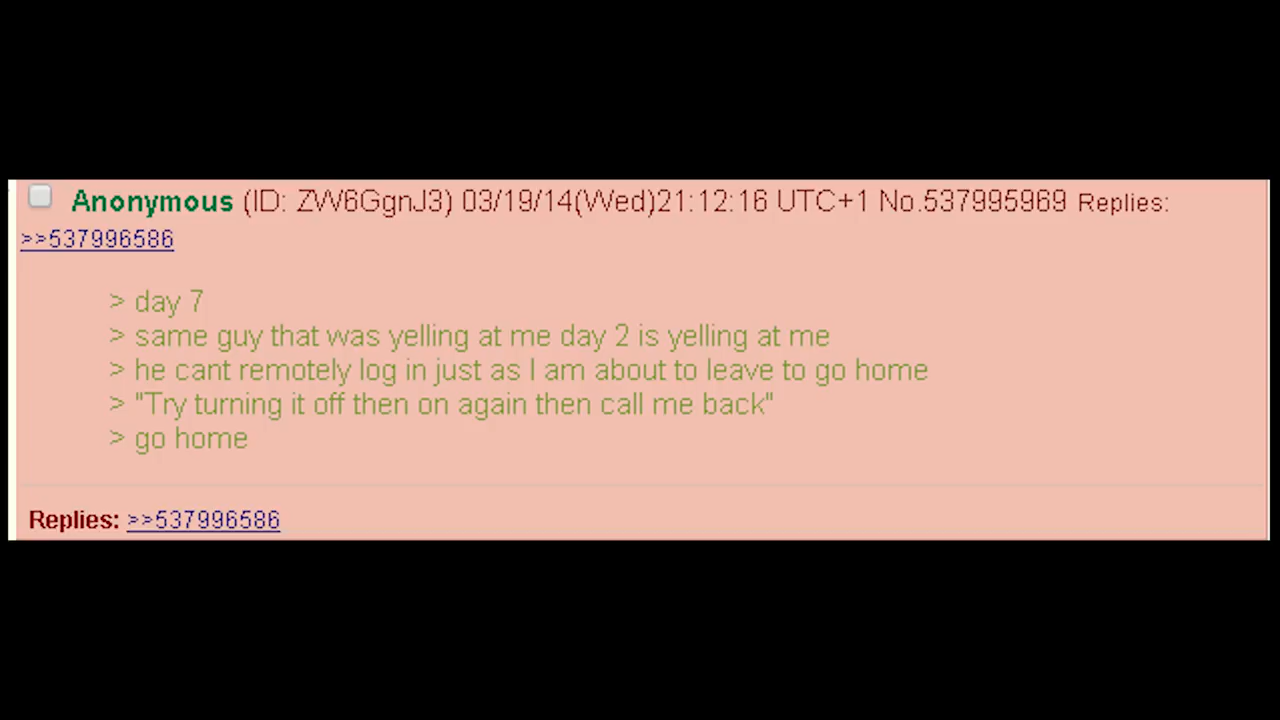 Anonymous (ID: ZW6GgnJ3) 03/19/14(Wed)21:12:16 UTC+1 No.537995969 Replies:
>>537996586
> day 7
> same guy that was yelling at me day 2 is yelling at me
> he cant remotely log in just as I am about to leave to go home
> "Try turning it off then on again then call me back"
> go home
Replies: >>537996586